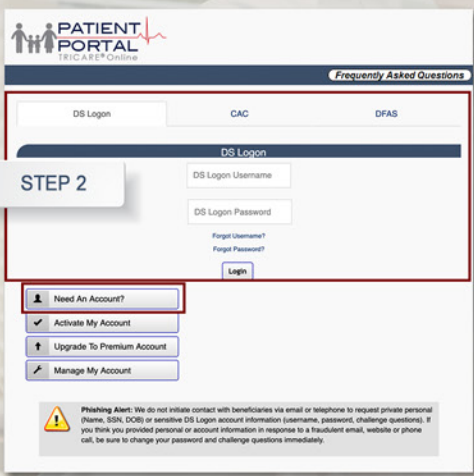 PATIENT
PORTAL
TRICARE®Online
Frequently Asked Questions
DS Logon
CAC
DFAS
DS Logon
STEP 2
DS Logon Username
DS Logon Password
Forgot Username?
Forgot Password?
Login
Need An Account?
Activate My Account
Upgrade To Premium Account
Manage My Account
Phishing Alert: We do not initiate contact with beneficiaries via email or telephone to request private personal
(Name, SSN, DOB) or sensitive DS Logon account information (username, password, challenge questions). If
you think you provided personal or account information in response to a fraudulent email, website or phone
call, be sure to change your password and challenge questions immediately.